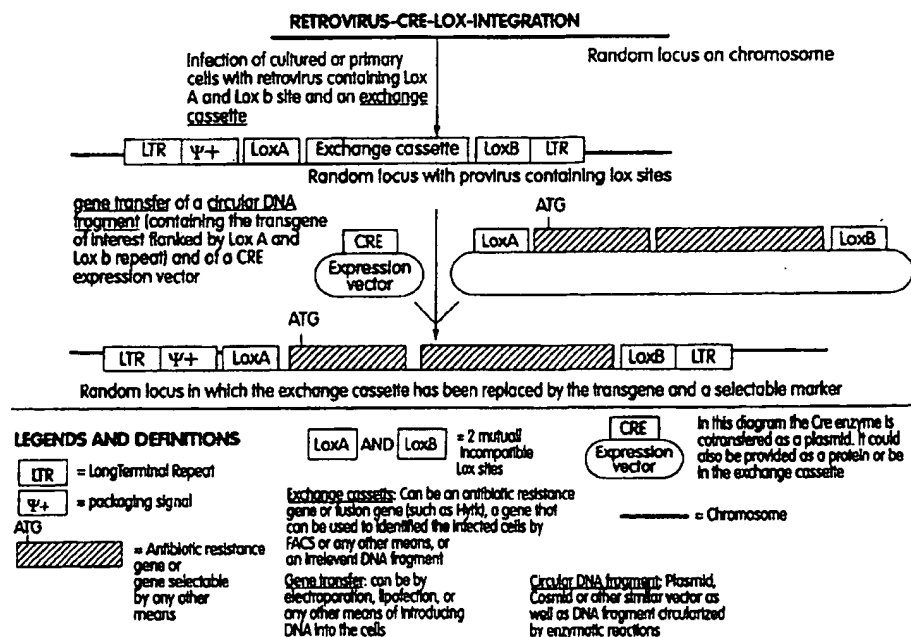 RETROVIRUS-CRE-LOX-INTEGRATION
Infection of cultured or primary
cells with retrovirus containing Lox
A and Lox b site and an exchange
cassette
Random locus on chromosome
LTR Ψ+ LoxA Exchange cassette LoxB LTR
Random locus with provirus containing lox sites
gene transfer of a circular DNA
fragment (containing the transgene
of interest flanked by Lox A and
Lox b repeat) and of a CRE
expression vector
CRE
Expression
vector
ATG
LoxA LoxB
ATG
LTR Ψ+ LoxA LoxB LTR
Random locus in which the exchange cassette has been replaced by the transgene and a selectable marker
LEGENDS AND DEFINITIONS
LTR = LongTerminal Repeat
Ψ+ = packaging signal
ATG
= Antibiotic resistance
gene or
gene selectable
by any other
means
LoxA AND LoxB = 2 mutuall
incompatible
Lox sites
Exchange cassette: Can be an antibiotic resistance
gene or fusion gene (such as Hytk), a gene that
can be used to identified the infected cells by
FACS or any other means, or
an irrelevent DNA fragment
Gene transfer: can be by
electroporation, lipofection, or
any other means of introducing
DNA into the cells
CRE
Expression
vector
In this diagram the Cre enzyme is
cotransfered as a plasmid. It could
also be provided as a protein or be
in the exchange cassette
= Chromosome
Circular DNA fragment: Plasmid,
Cosmid or other similar vector as
well as DNA fragment circularized
by enzymatic reactions